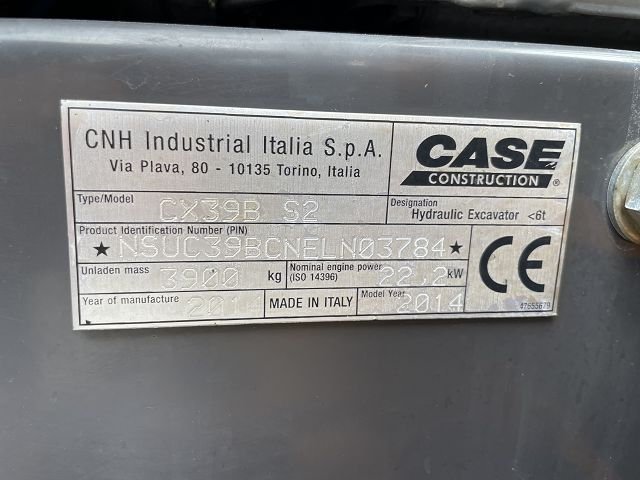 CNH Industrial Italia S.p.A.
Via Plava, 80 - 10135 Torino, Italia
CASE
CONSTRUCTION ®
Type/Model CX39B S2
Designation
Hydraulic Excavator <6t
Product Identification Number (PIN)
★ NSUC39BCNELN03784 ★
Unladen mass 3900 kg
Nominal engine power
(ISO 14396) 22,2 kW
CE
Year of manufacture 2014
MADE IN ITALY
Model Year 2014
47655679